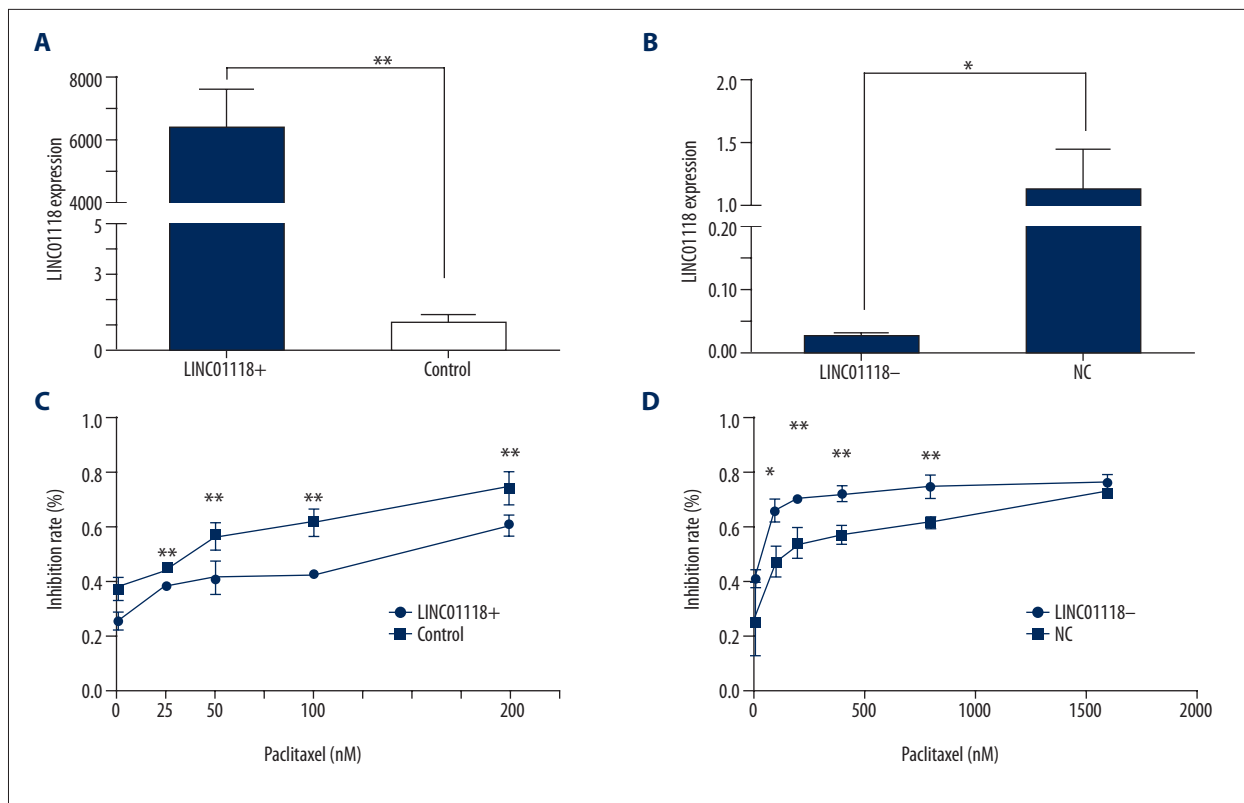 A
LINC01118 expression
8000
6000
4000
5
3
0
**
LINC01118+
Control
B
LINC01118 expression
2.0
1.5
1.0
0.20
0.10
0.00
*
LINC01118–
NC
C
Inhibition rate (%)
1.0
0.8
0.6
0.4
0.2
0.0
**
**
**
**
LINC01118+
Control
0 25 50 100 200
Paclitaxel (nM)
D
Inhibition rate (%)
1.0
0.8
0.6
0.4
0.2
0.0
*
**
**
**
LINC01118–
NC
0 500 1000 1500 2000
Paclitaxel (nM)